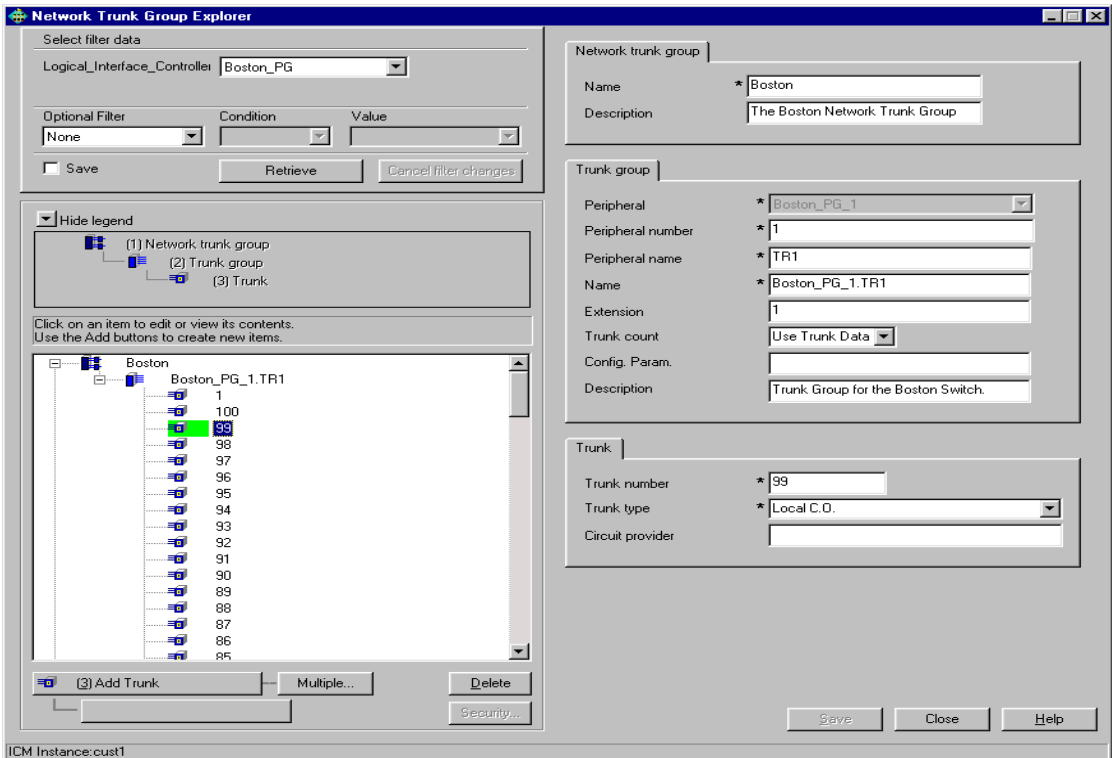 Network Trunk Group Explorer
Select filter data
Logical_Interface_Controller Boston_PG
Optional Filter Condition Value
None
Save Retrieve Cancel filter changes
Hide legend
(1) Network trunk group
(2) Trunk group
(3) Trunk
Click on an item to edit or view its contents.
Use the Add buttons to create new items.
Boston
Boston_PG_1.TR1
1
100
99
98
97
96
95
94
93
92
91
90
89
88
87
86
85
(3) Add Trunk Multiple... Delete
Security...
Network trunk group
Name * Boston
Description The Boston Network Trunk Group
Trunk group
Peripheral * Boston_PG_1
Peripheral number * 1
Peripheral name * TR1
Name * Boston_PG_1.TR1
Extension 1
Trunk count Use Trunk Data
Config. Param.
Description Trunk Group for the Boston Switch.
Trunk
Trunk number * 99
Trunk type * Local C.O.
Circuit provider
Save Close Help
ICM Instance:cust1